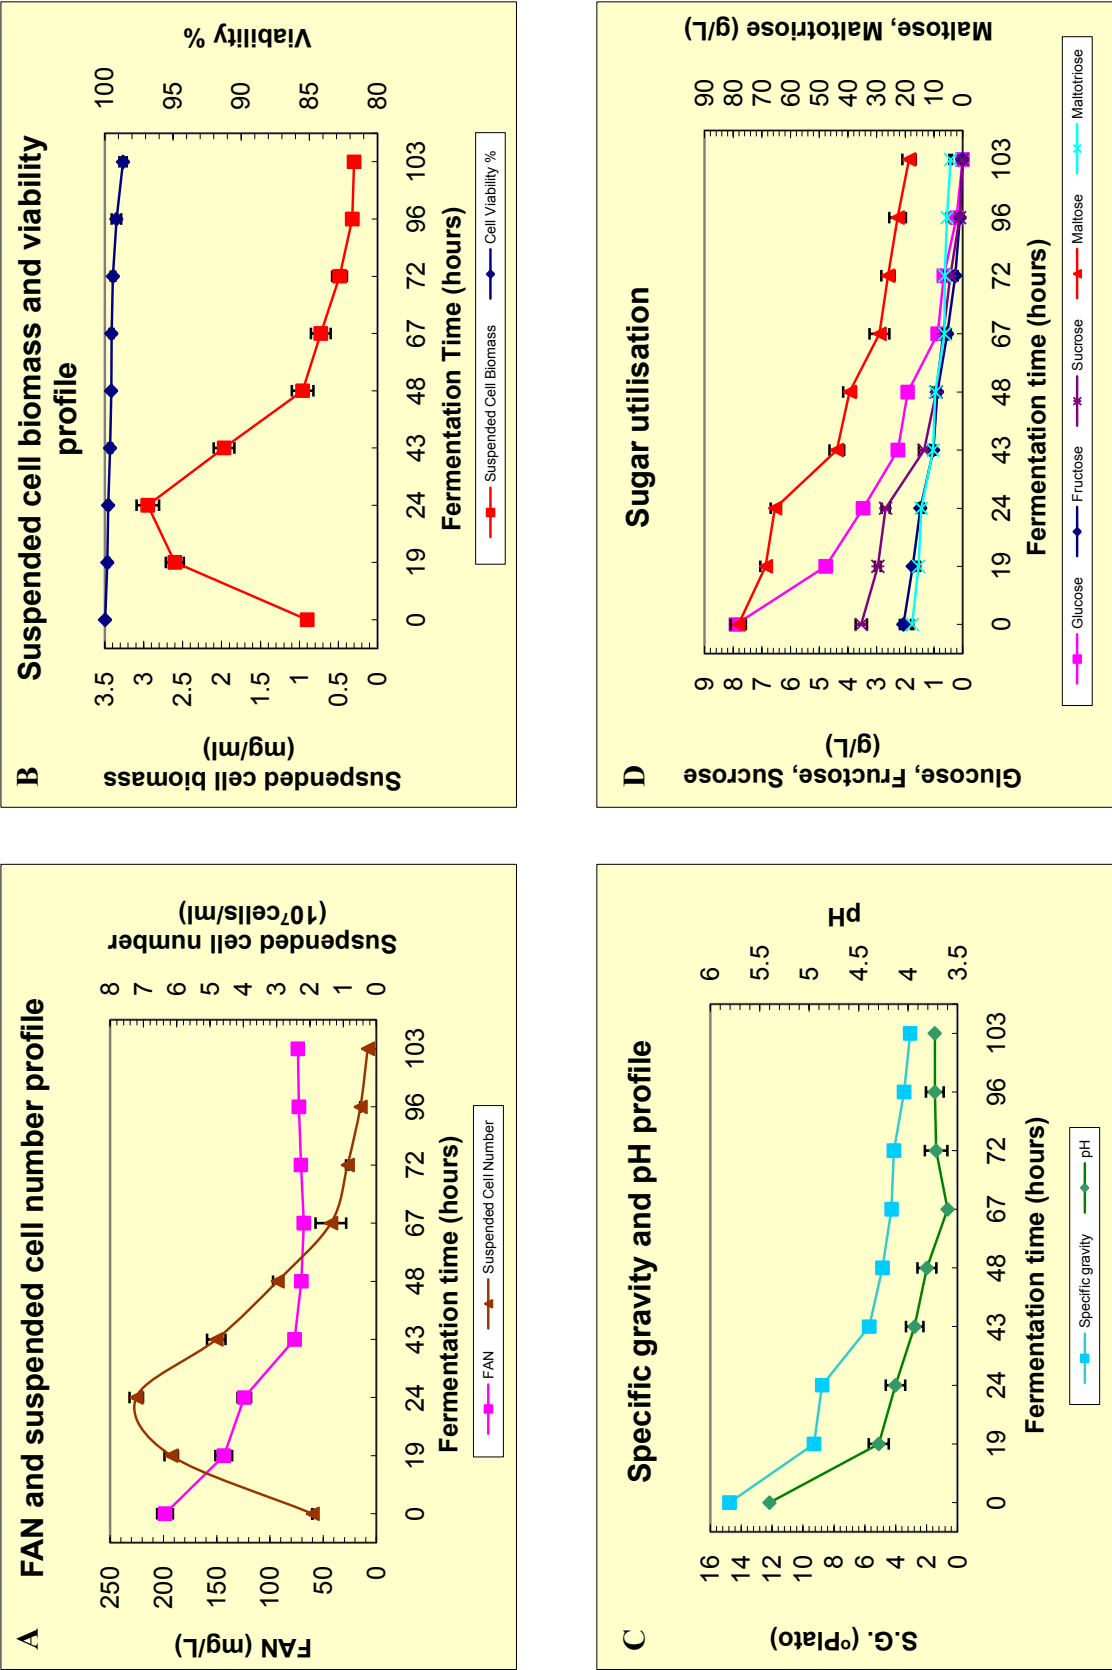 A
FAN and suspended cell number profile
FAN (mg/L)
250
200
150
100
50
0
0 19 24 43 48 67 72 96 103
Fermentation time (hours)
8
7
6
5
4
3
2
1
0
Suspended cell number
(10⁷cells/ml)
FAN
Suspended Cell Number
B
Suspended cell biomass and viability
profile
Suspended cell biomass
(mg/ml)
3.5
3
2.5
2
1.5
1
0.5
0
0 19 24 43 48 67 72 96 103
Fermentation Time (hours)
100
95
90
85
80
Viability %
Suspended Cell Biomass
Cell Viability %
C
Specific gravity and pH profile
S.G. (ºPlato)
16
14
12
10
8
6
4
2
0
0 19 24 43 48 67 72 96 103
Fermentation time (hours)
6
5.5
5
4.5
4
3.5
pH
Specific gravity
pH
D
Sugar utilisation
Glucose, Fructose, Sucrose
(g/L)
9
8
7
6
5
4
3
2
1
0
0 19 24 43 48 67 72 96 103
Fermentation time (hours)
90
80
70
60
50
40
30
20
10
0
Maltose, Maltotriose (g/L)
Glucose
Fructose
Sucrose
Maltose
Maltotriose